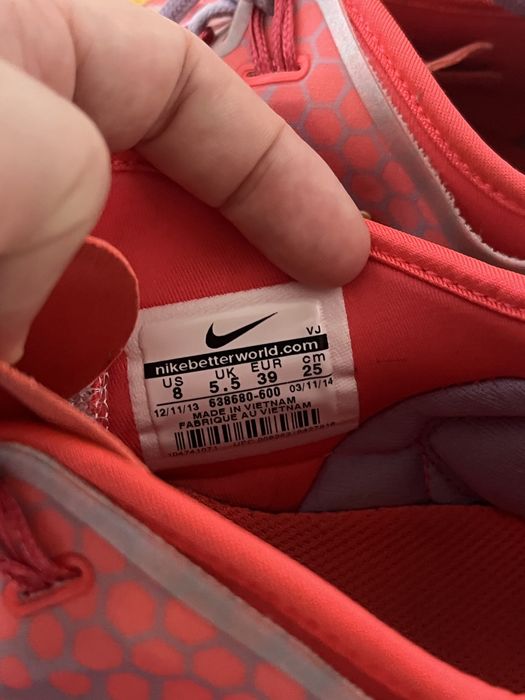 VJ
nikebetterworld.com
US UK EUR cm
8 5.5 39 25
12/11/13 638680-600 03/11/14
MADE IN VIETNAM
FABRIQUE AU VIETNAM